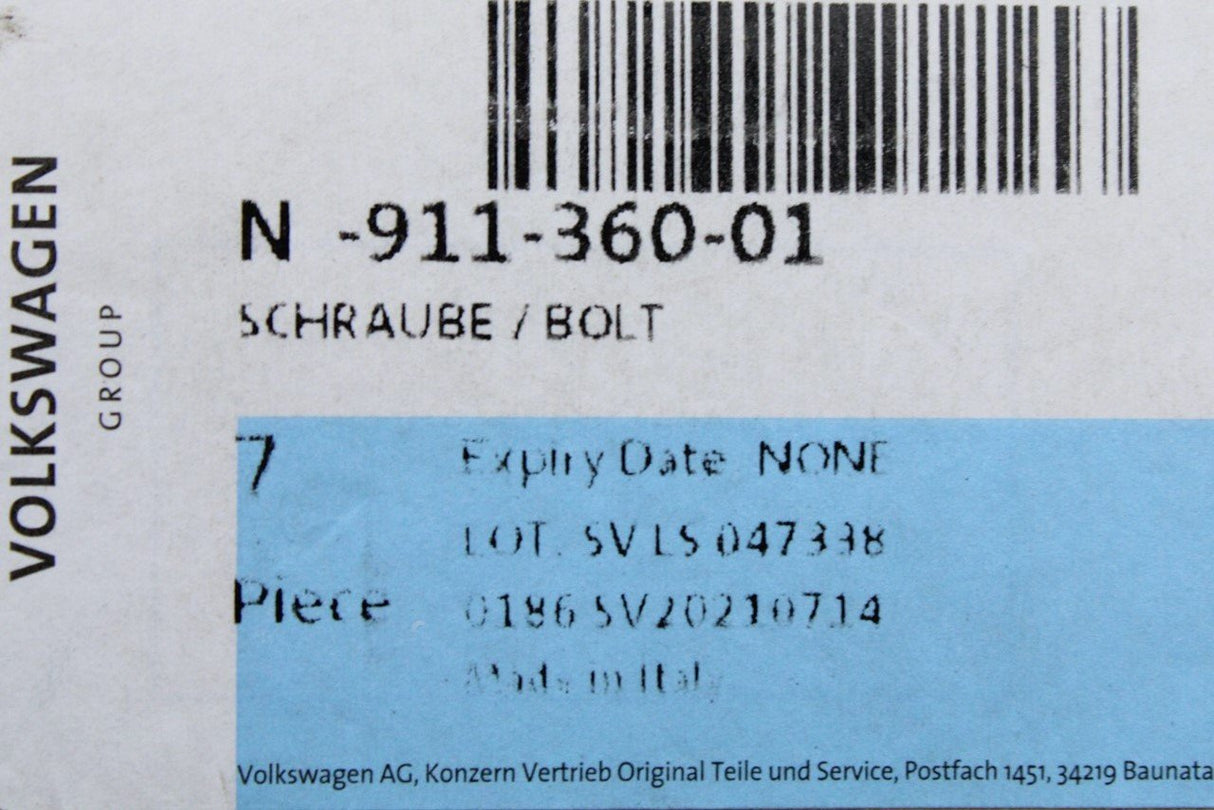 VOLKSWAGEN
GROUP
N -911-360-01
SCHRAUBE / BOLT
7
Expiry Date NONE
LOT. SV LS 047338
Piece
0186 SV20210714
Made in Italy
Volkswagen AG, Konzern Vertrieb Original Teile und Service, Postfach 1451, 34219 Baunata